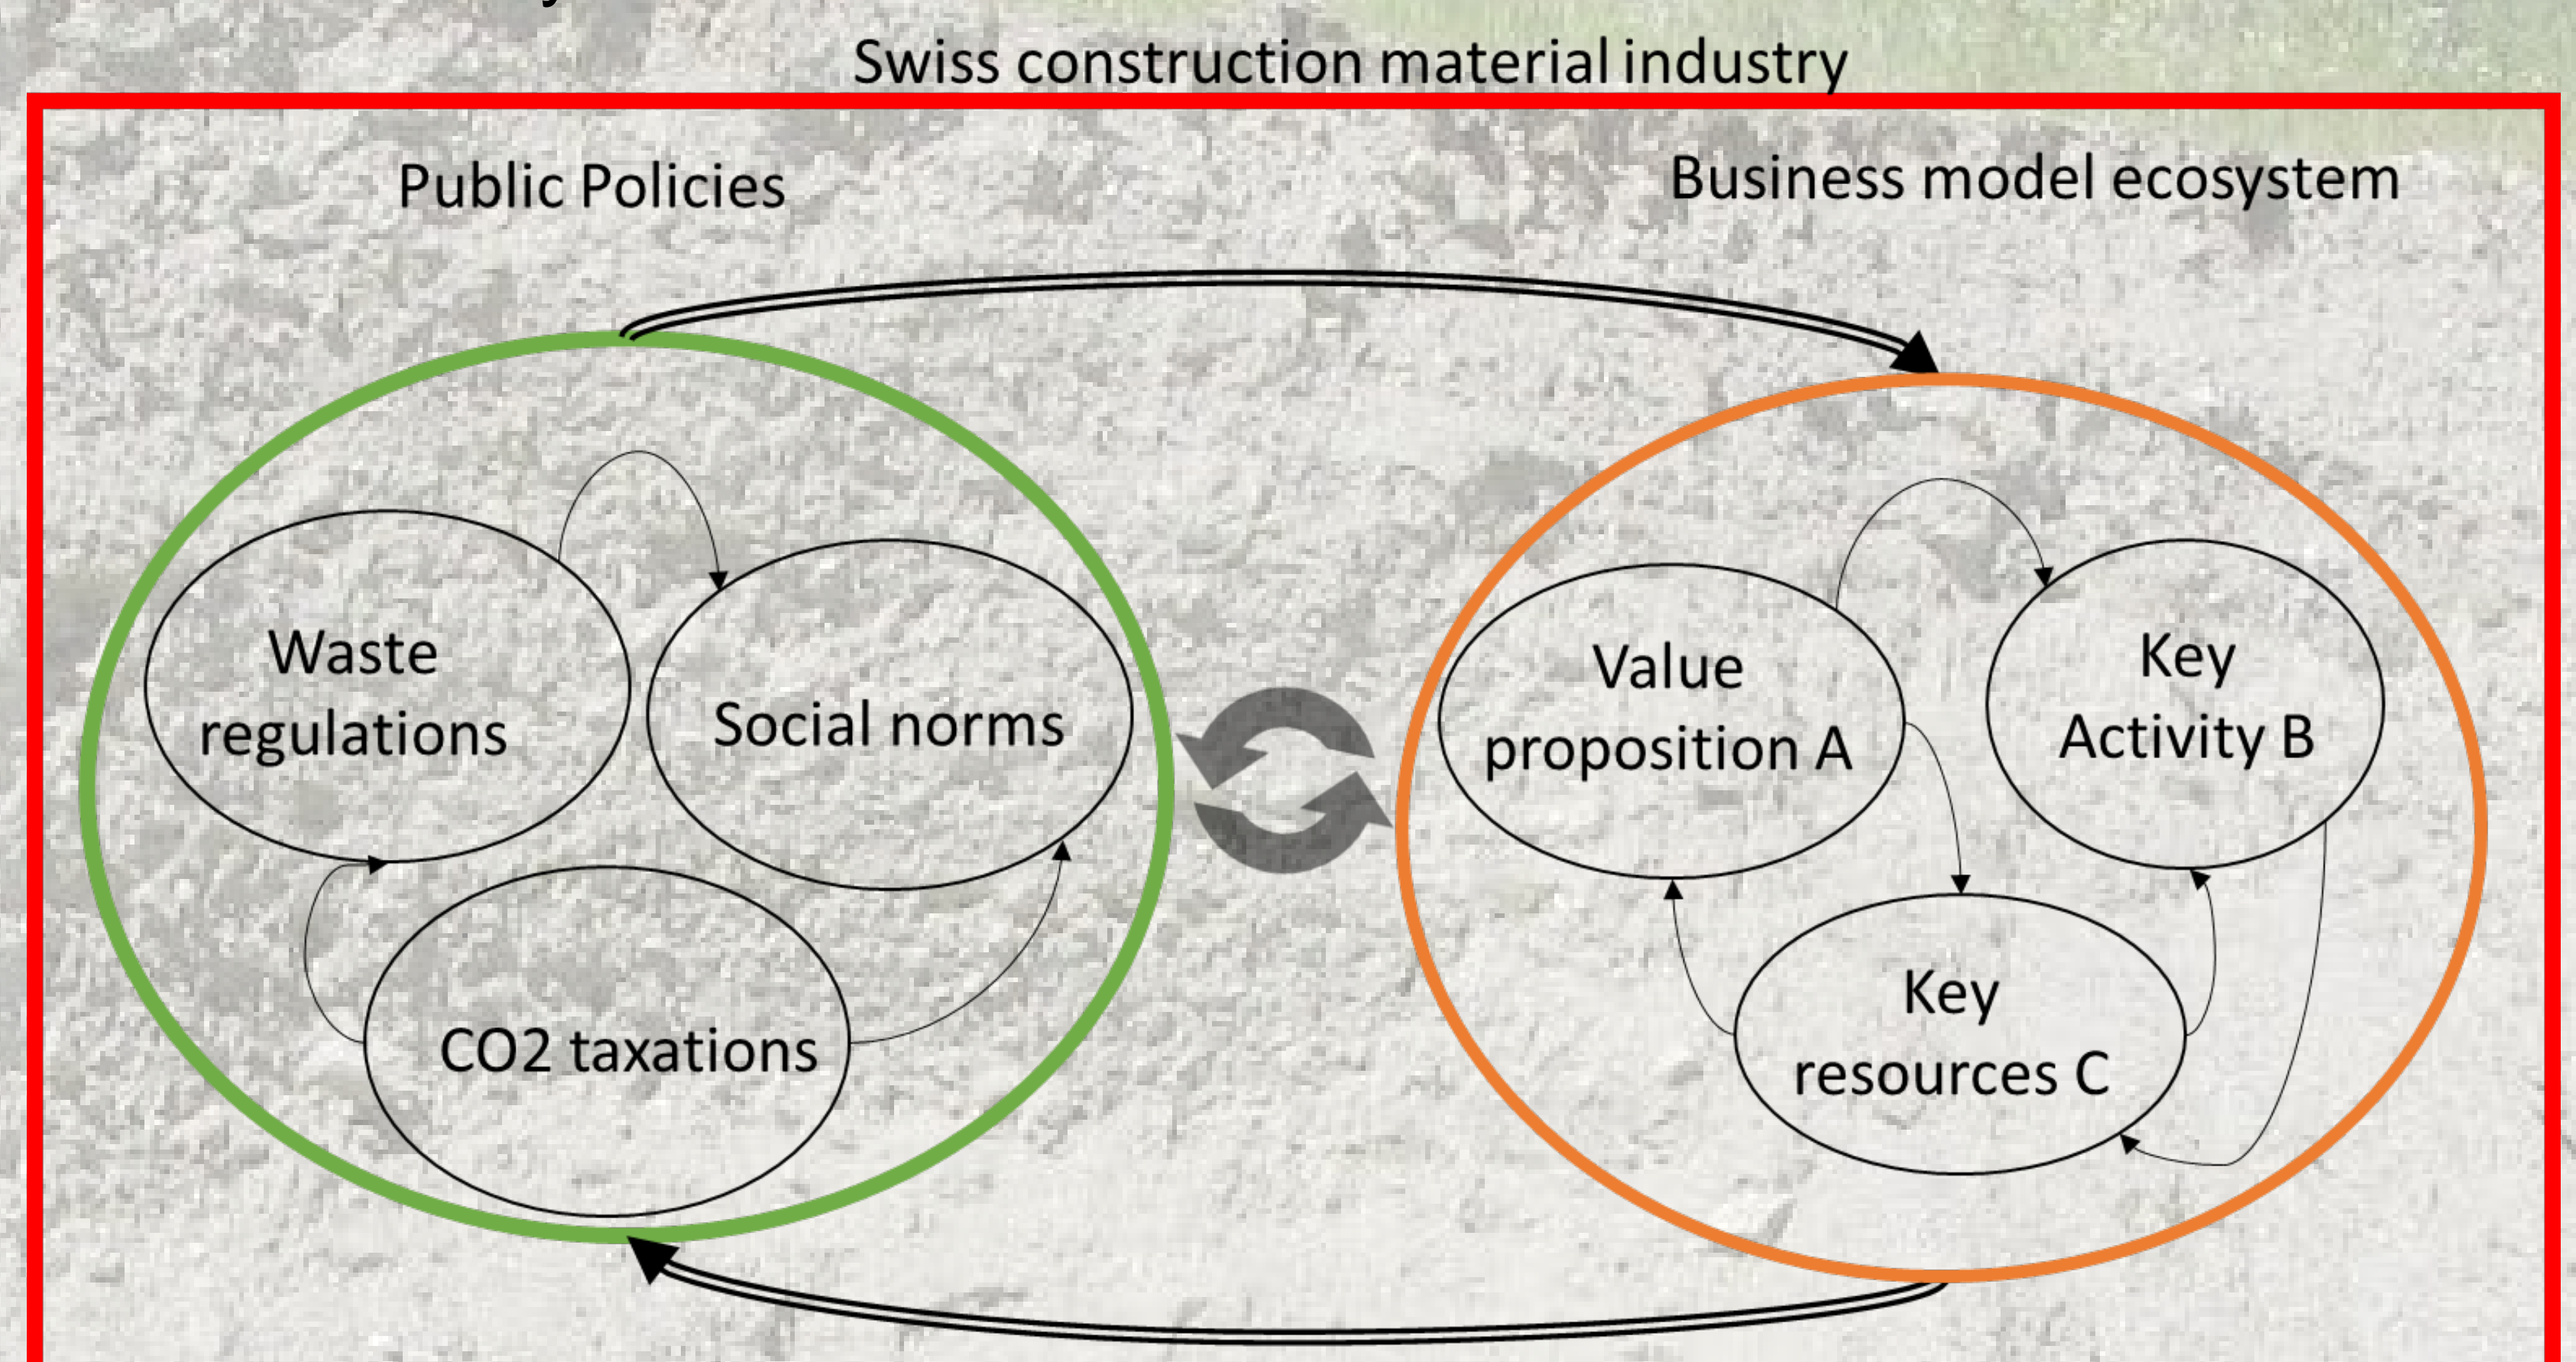 Swiss construction material industry
Public Policies
Business model ecosystem
Waste
regulations
Social norms
CO2 taxations
Value
proposition A
Key
Activity B
Key
resources C